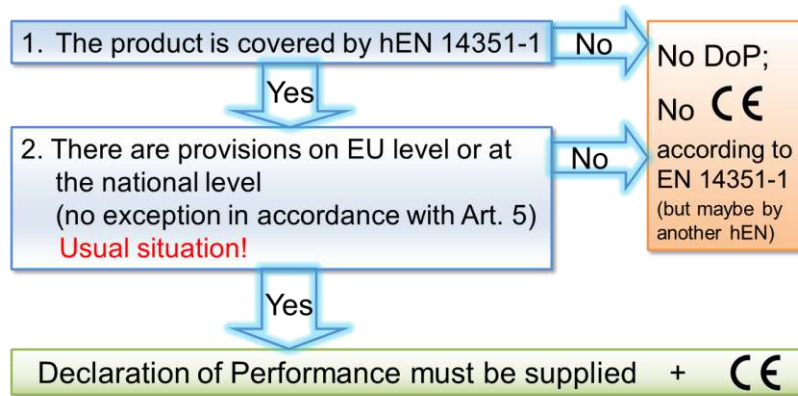 1. The product is covered by hEN 14351-1
No
No DoP;
No CE
according to
EN 14351-1
(but maybe by
another hEN)
Yes
2. There are provisions on EU level or at
the national level
(no exception in accordance with Art. 5)
Usual situation!
No
Yes
Declaration of Performance must be supplied + CE